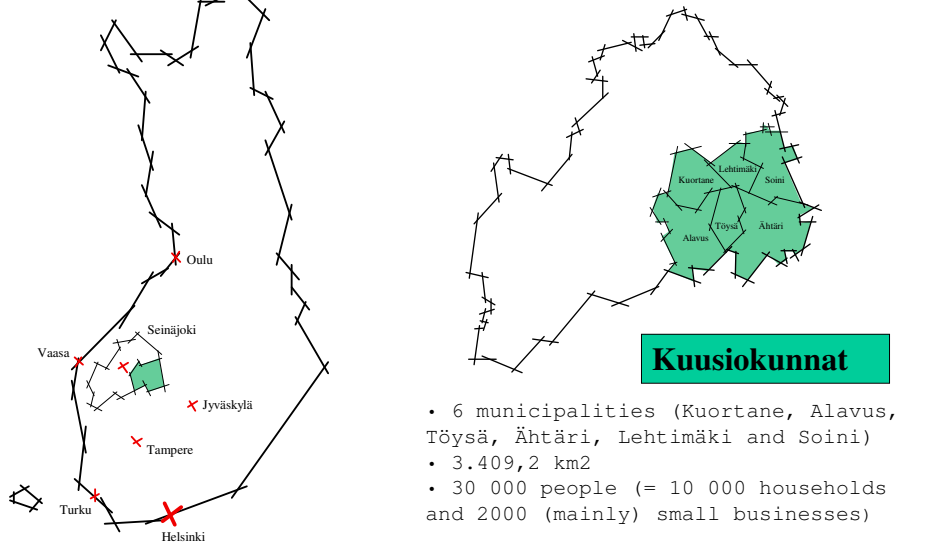 Oulu
Seinäjoki
Vaasa
Jyväskylä
Tampere
Turku
Helsinki
Lehtimäki
Kuortane
Soini
Töysä
Ähtäri
Alavus
Kuusiokunnat
• 6 municipalities (Kuortane, Alavus,
Töysä, Ähtäri, Lehtimäki and Soini)
• 3.409,2 km2
• 30 000 people (= 10 000 households
and 2000 (mainly) small businesses)